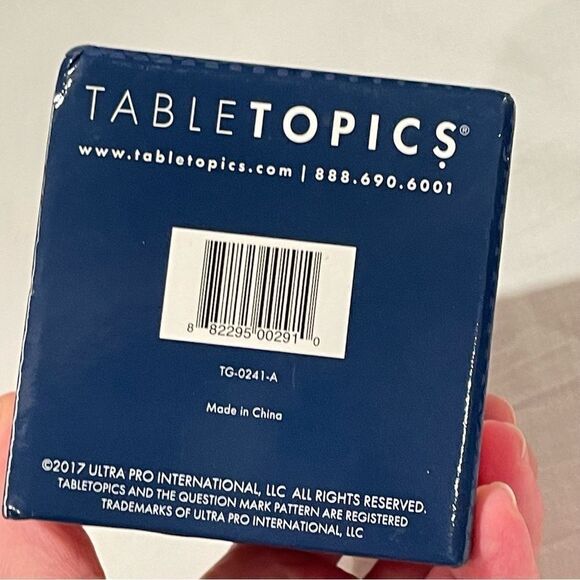 TABLETOPICS®
www.tabletopics.com | 888.690.6001
8 82295 00291 0
TG-0241-A
Made in China
©2017 ULTRA PRO INTERNATIONAL, LLC ALL RIGHTS RESERVED.
TABLETOPICS AND THE QUESTION MARK PATTERN ARE REGISTERED
TRADEMARKS OF ULTRA PRO INTERNATIONAL, LLC